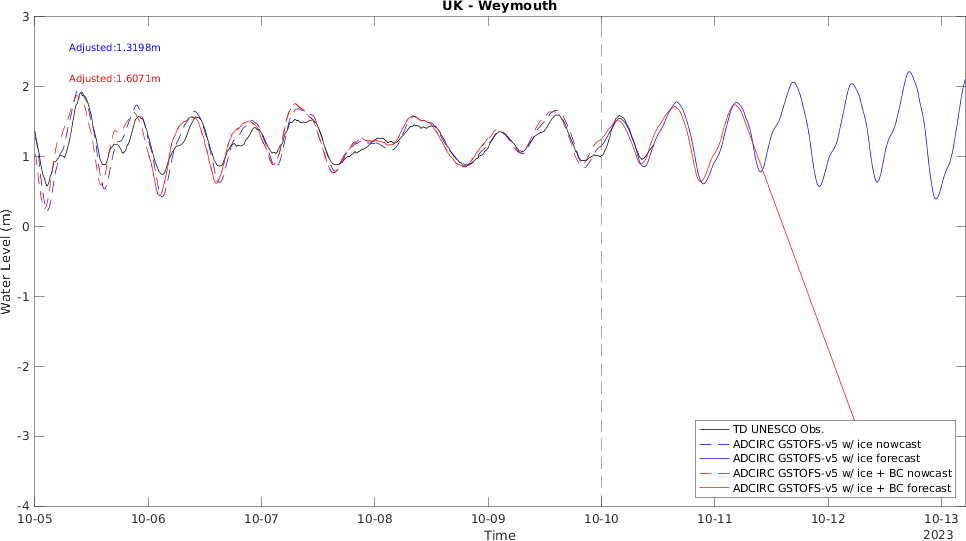 UK - Weymouth
Adjusted:1.3198m
Adjusted:1.6071m
3
2
1
0
-1
-2
-3
-4
Water Level (m)
TD UNESCO Obs.
ADCIRC GSTOFS-v5 w/ ice nowcast
ADCIRC GSTOFS-v5 w/ ice forecast
ADCIRC GSTOFS-v5 w/ ice + BC nowcast
ADCIRC GSTOFS-v5 w/ ice + BC forecast
10-05 10-06 10-07 10-08 10-09 10-10 10-11 10-12 10-13
Time
2023